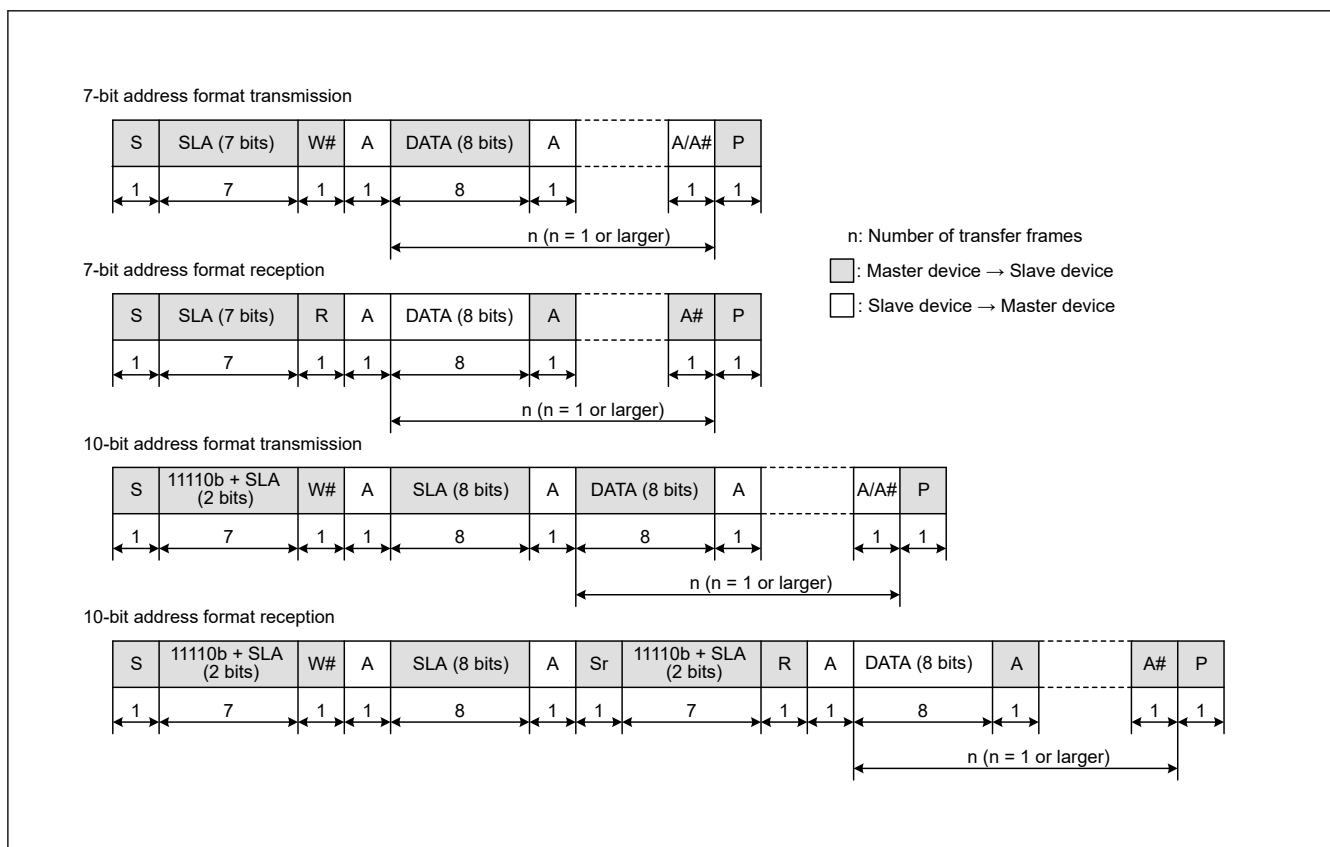 7-bit address format transmission
S SLA (7 bits) W# A DATA (8 bits) A A/A# P
1 7 1 1 8 1 1 1
n (n = 1 or larger)
n: Number of transfer frames
: Master device → Slave device
: Slave device → Master device
7-bit address format reception
S SLA (7 bits) R A DATA (8 bits) A A# P
1 7 1 1 8 1 1 1
n (n = 1 or larger)
10-bit address format transmission
S 11110b + SLA (2 bits) W# A SLA (8 bits) A DATA (8 bits) A A/A# P
1 7 1 1 8 1 8 1 1 1
n (n = 1 or larger)
10-bit address format reception
S 11110b + SLA (2 bits) W# A SLA (8 bits) A Sr 11110b + SLA (2 bits) R A DATA (8 bits) A A# P
1 7 1 1 8 1 1 7 1 1 8 1 1 1
n (n = 1 or larger)